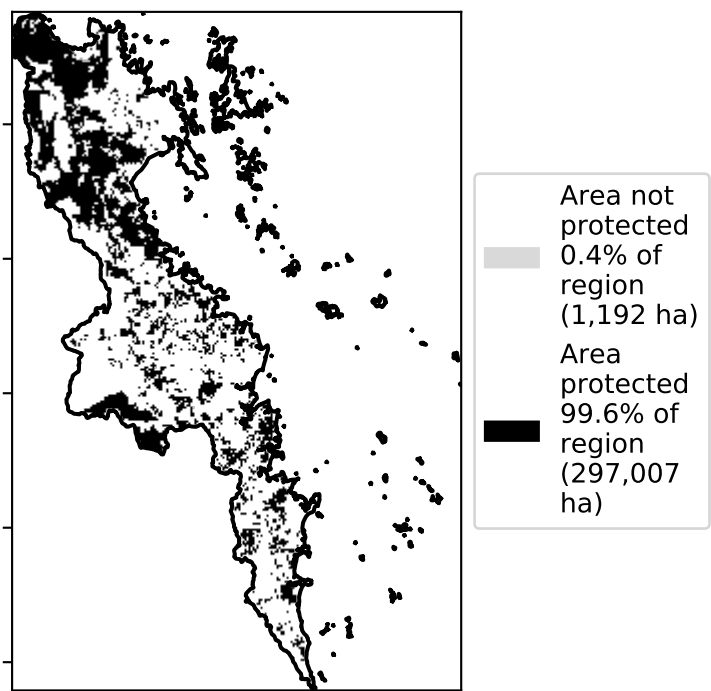 Area not
protected
0.4% of
region
(1,192 ha)
Area
protected
99.6% of
region
(297,007
ha)